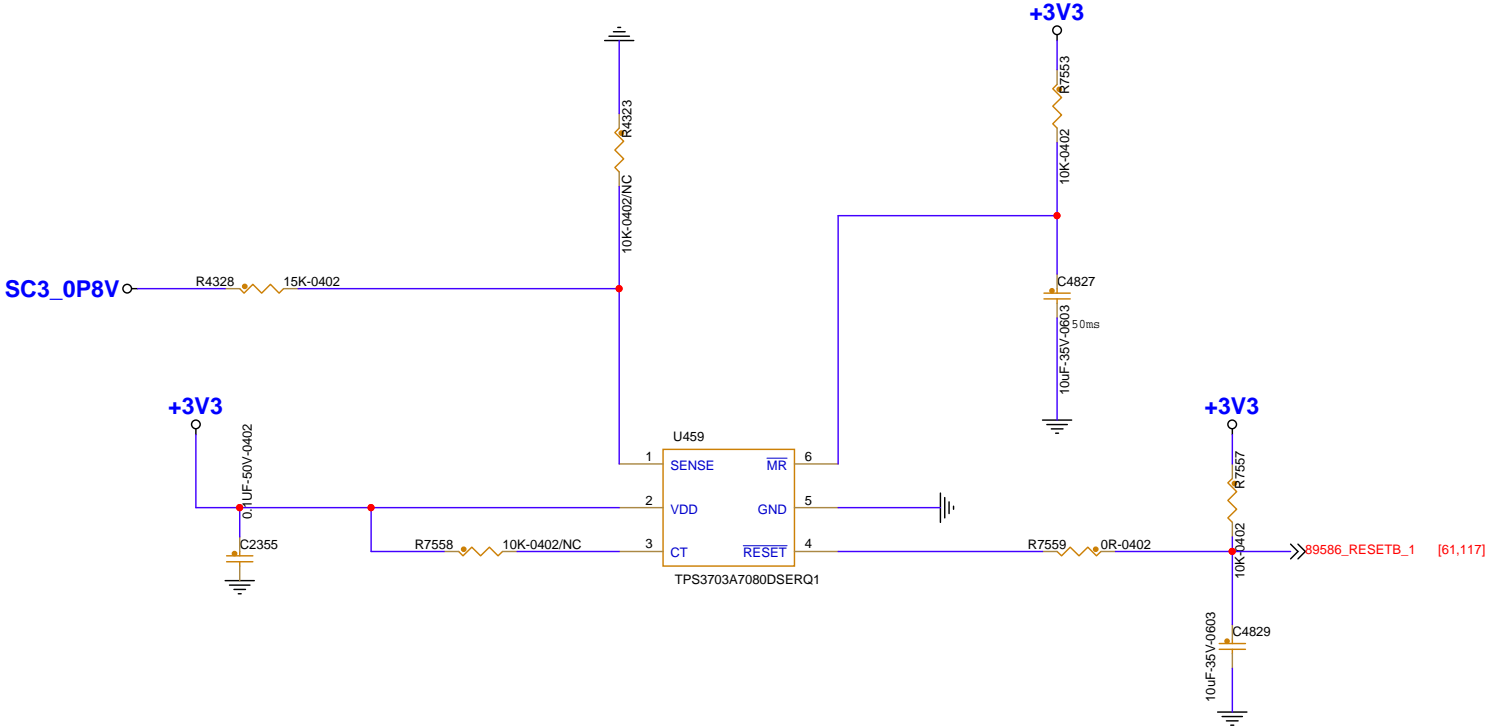 +3V3
R7553
10K-0402
R4323
10K-0402/NC
SC3_0P8V
R4328
15K-0402
C4827
50ms
10uF-35V-0603
+3V3
0.1UF-50V-0402
C2355
R7558
10K-0402/NC
U459
1
SENSE
2
VDD
3
CT
MR
6
GND
5
RESET
4
TPS3703A7080DSERQ1
+3V3
R7557
10K-0402
R7559
0R-0402
89586_RESETB_1 [61,117]
C4829
10uF-35V-0603